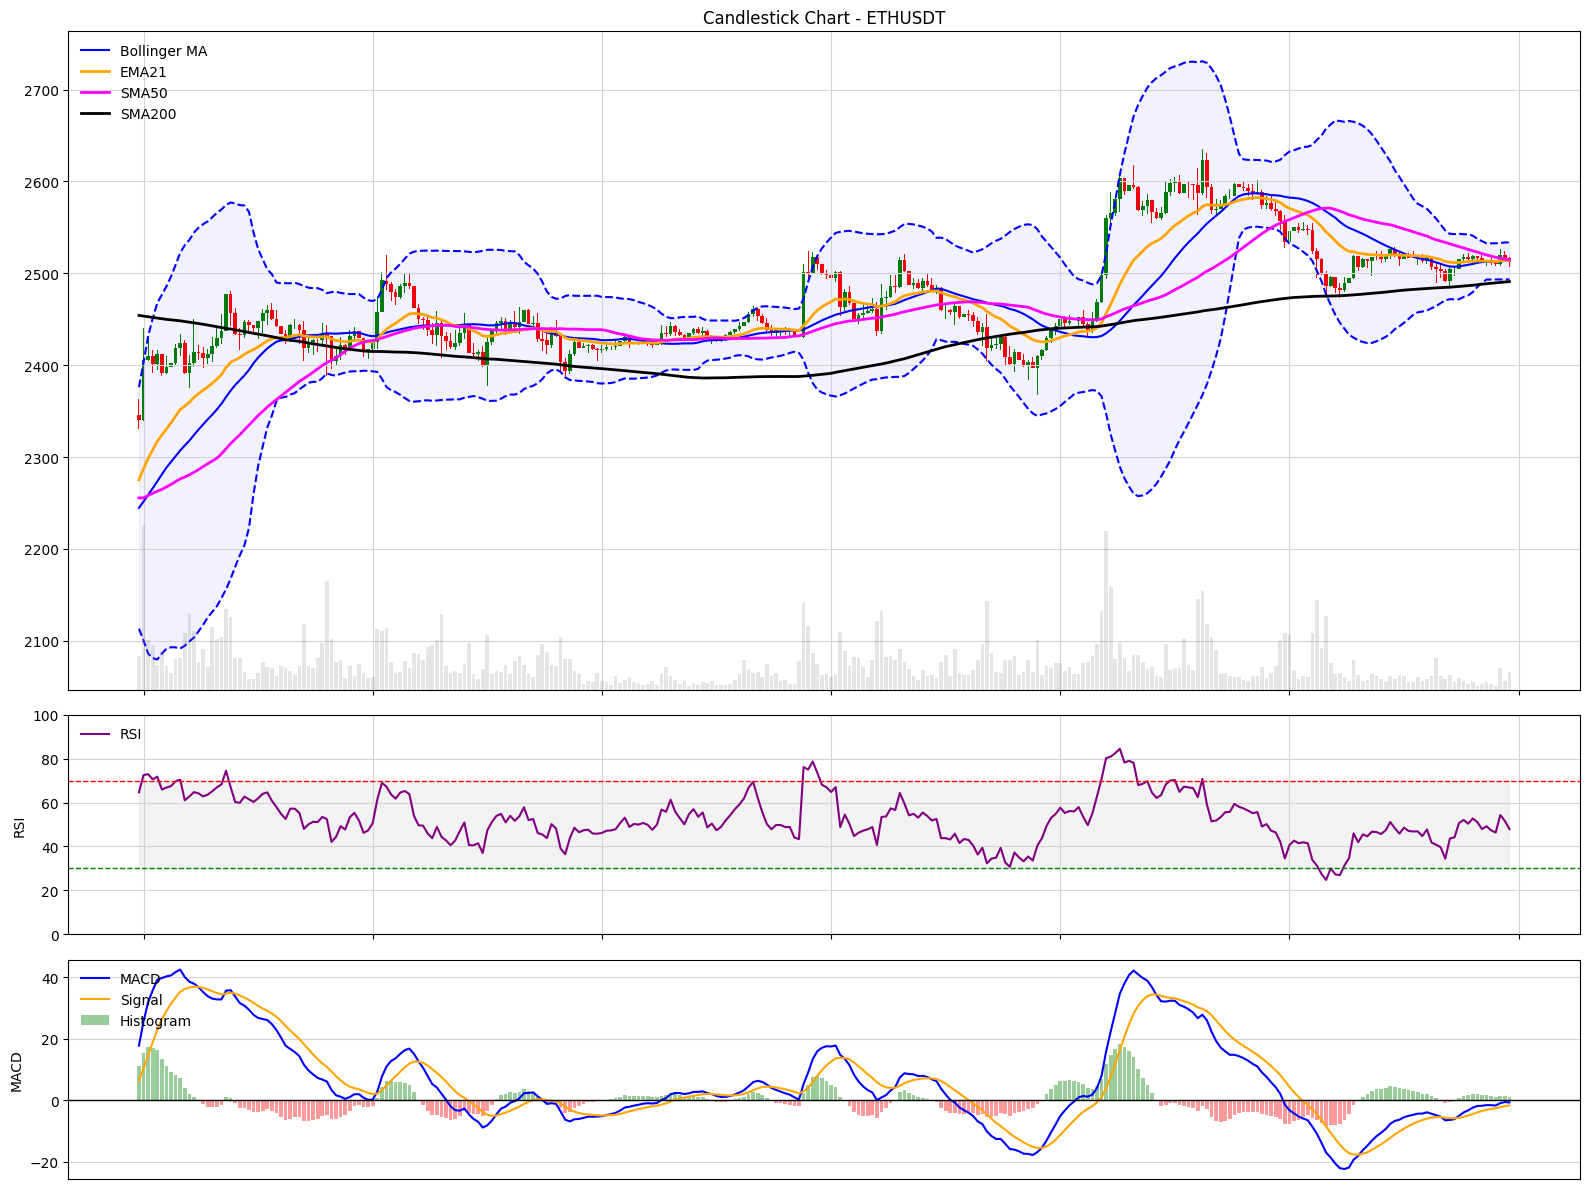 Candlestick Chart - ETHUSDT
Bollinger MA
EMA21
SMA50
SMA200
2700
2600
2500
2400
2300
2200
2100
RSI
100
80
60
40
20
0
RSI
MACD
Signal
Histogram
40
20
0
−20
MACD